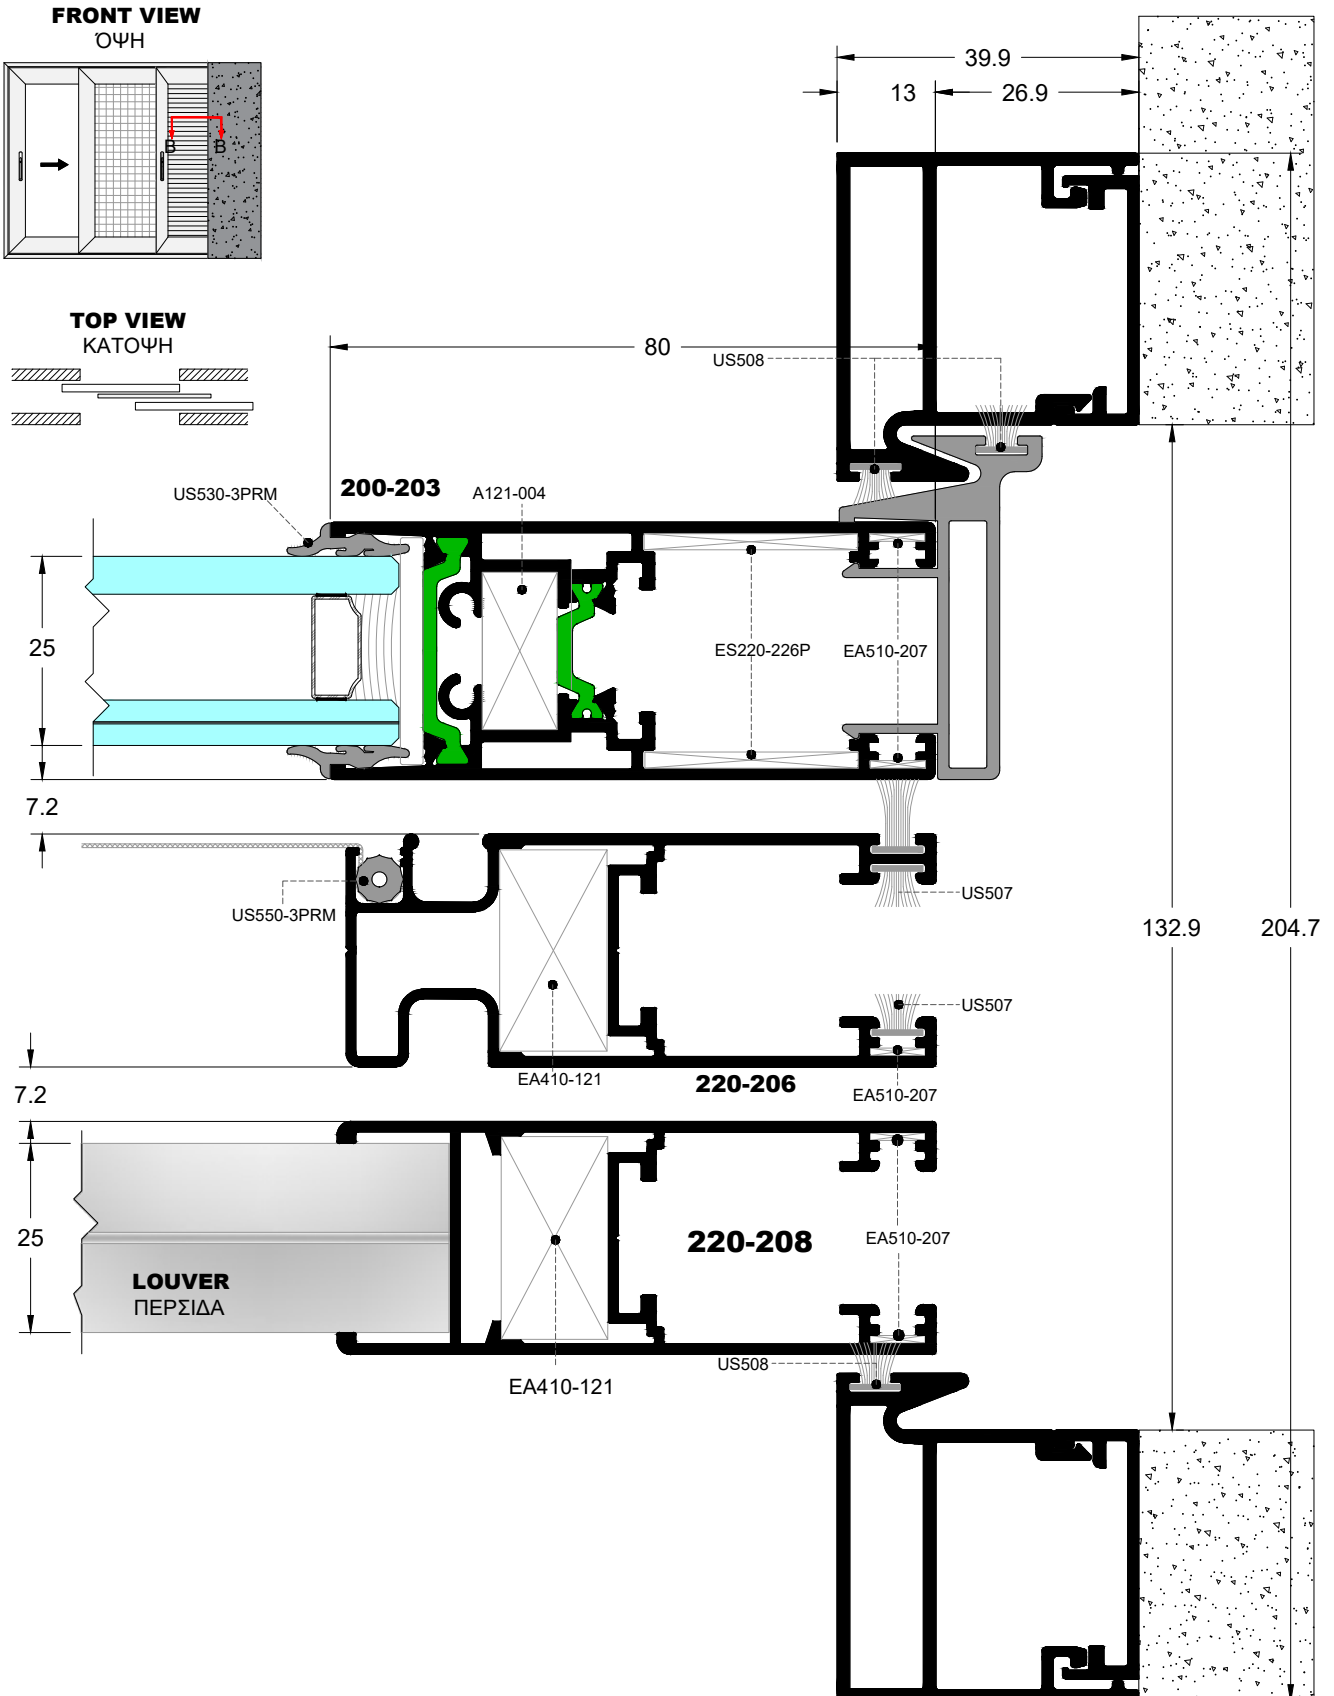 FRONT VIEW
ΌΨΗ
B B
TOP VIEW
ΚΑΤΟΨΗ
39.9
13 26.9
80
US508
US530-3PRM
200-203
A121-004
25
ES220-226P
EA510-207
7.2
US550-3PRM
US507
132.9
204.7
US507
EA410-121
220-206
EA510-207
7.2
25
220-208
EA510-207
LOUVER
ΠΕΡΣΙΔΑ
US508
EA410-121